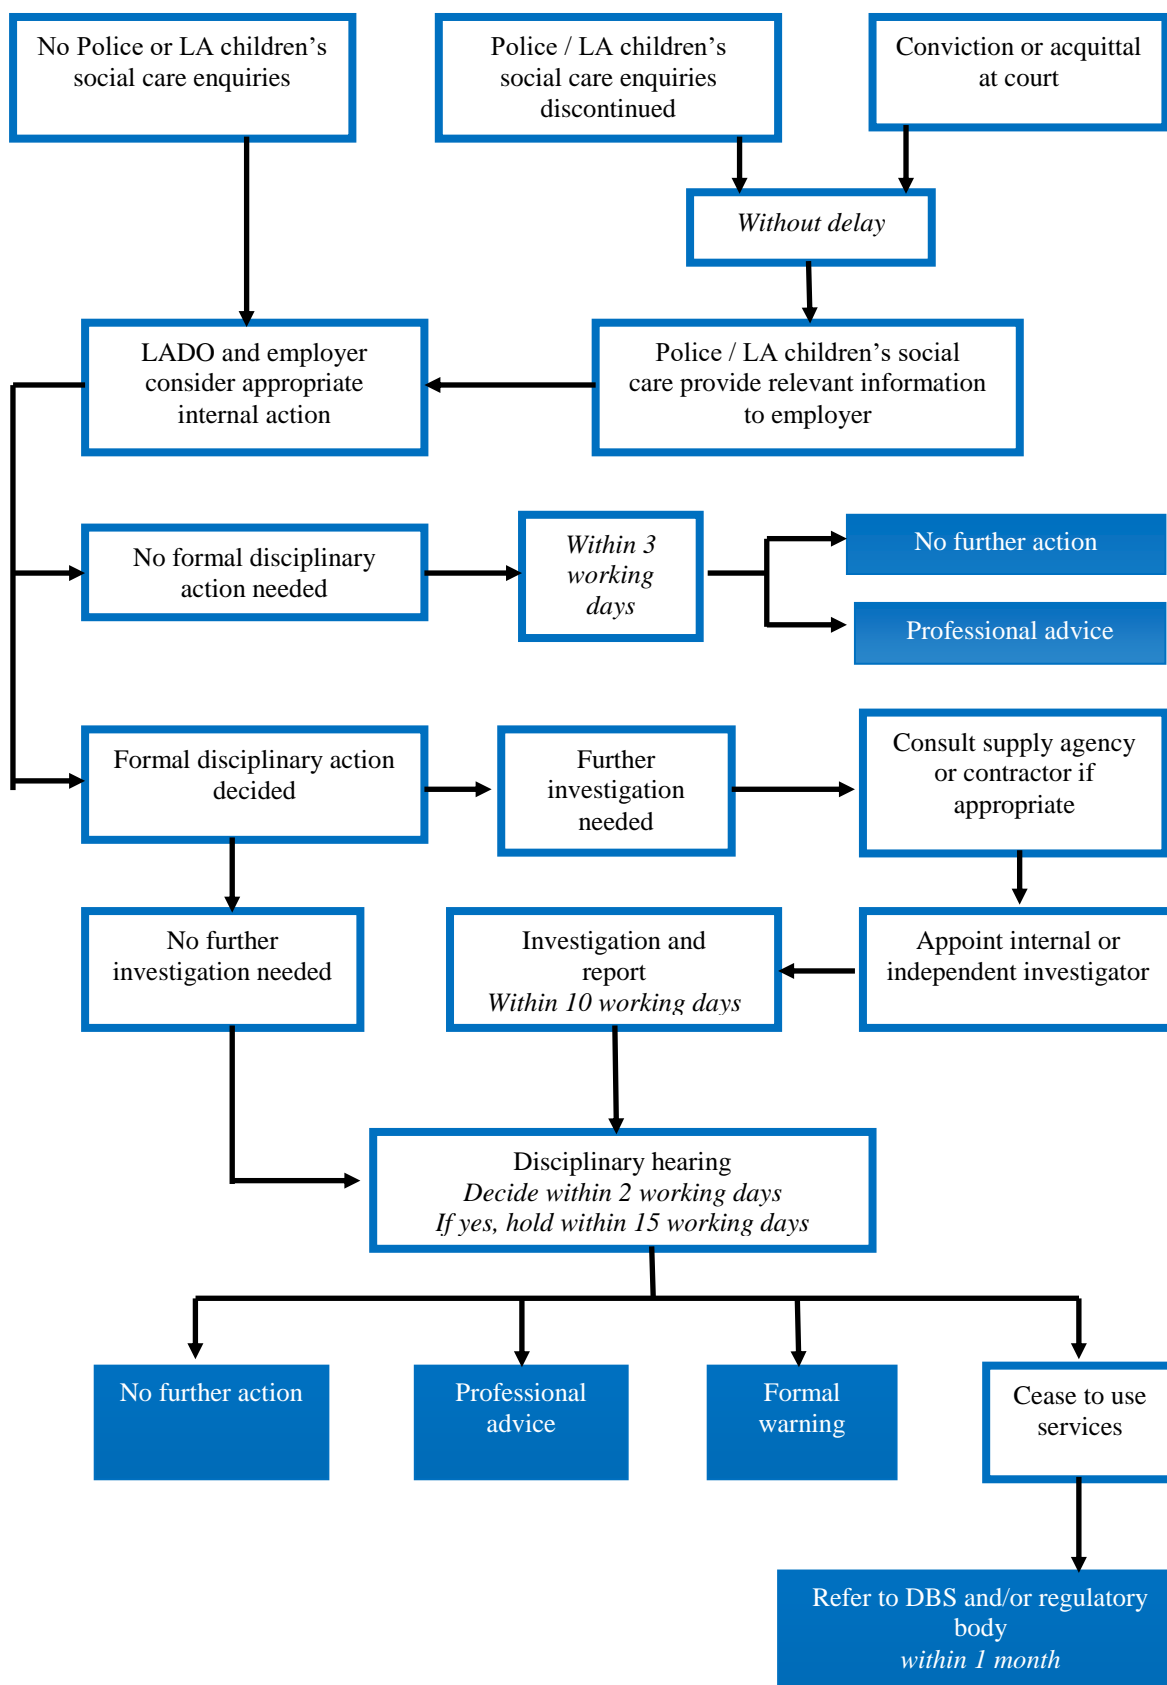 No Police or LA children's
social care enquiries
Police / LA children's
social care enquiries
discontinued
Conviction or acquittal
at court
Without delay
LADO and employer
consider appropriate
internal action
Police / LA children's social
care provide relevant information
to employer
No formal disciplinary
action needed
Within 3
working
days
No further action
Professional advice
Formal disciplinary action
decided
Further
investigation
needed
Consult supply agency
or contractor if
appropriate
No further
investigation needed
Investigation and
report
Within 10 working days
Appoint internal or
independent investigator
Disciplinary hearing
Decide within 2 working days
If yes, hold within 15 working days
No further action
Professional
advice
Formal
warning
Cease to use
services
Refer to DBS and/or regulatory
body
within 1 month